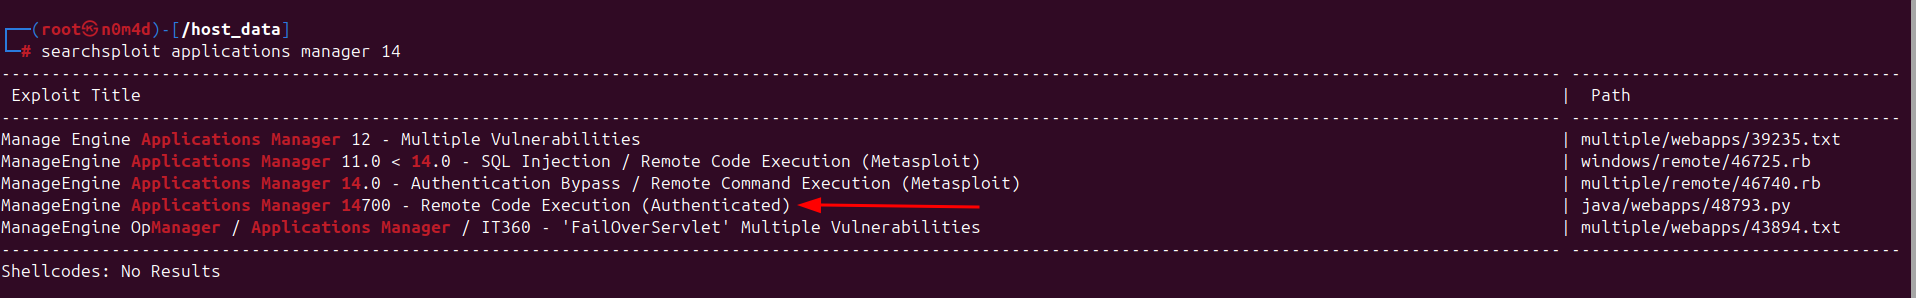 (root㉿n0m4d)-[/host_data]
# searchsploit applications manager 14
Exploit Title | Path
Manage Engine Applications Manager 12 - Multiple Vulnerabilities | multiple/webapps/39235.txt
ManageEngine Applications Manager 11.0 < 14.0 - SQL Injection / Remote Code Execution (Metasploit) | windows/remote/46725.rb
ManageEngine Applications Manager 14.0 - Authentication Bypass / Remote Command Execution (Metasploit) | multiple/remote/46740.rb
ManageEngine Applications Manager 14700 - Remote Code Execution (Authenticated) | java/webapps/48793.py
ManageEngine OpManager / Applications Manager / IT360 - 'FailOverServlet' Multiple Vulnerabilities | multiple/webapps/43894.txt
Shellcodes: No Results